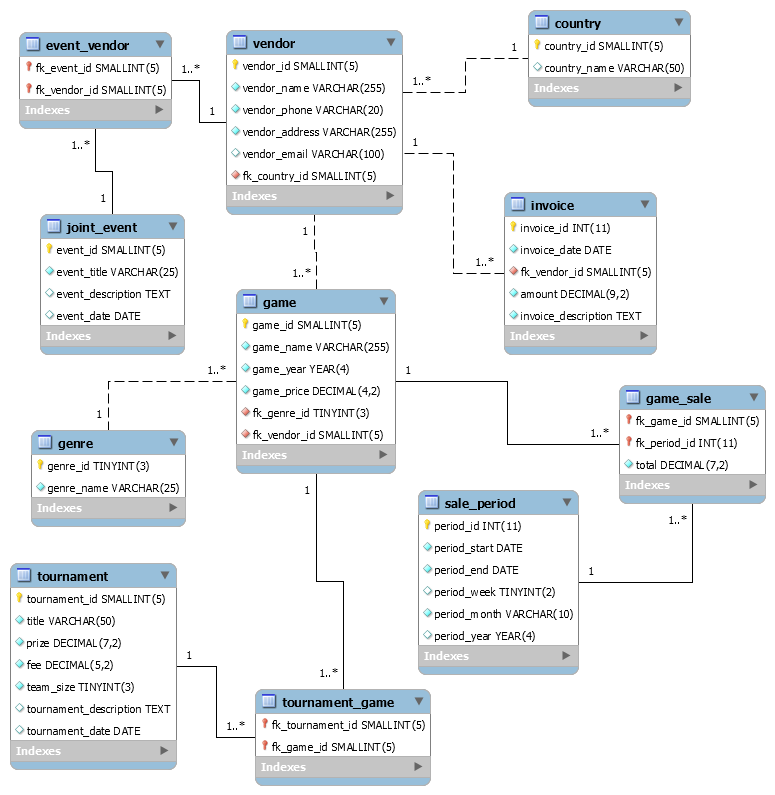 event_vendor
fk_event_id SMALLINT(5)
fk_vendor_id SMALLINT(5)
Indexes
1..*
1
vendor
vendor_id SMALLINT(5)
vendor_name VARCHAR(255)
vendor_phone VARCHAR(20)
vendor_address VARCHAR(255)
vendor_email VARCHAR(100)
fk_country_id SMALLINT(5)
Indexes
1..*
1
country
country_id SMALLINT(5)
country_name VARCHAR(50)
Indexes
1..*
1
joint_event
event_id SMALLINT(5)
event_title VARCHAR(25)
event_description TEXT
event_date DATE
Indexes
1
1..*
invoice
invoice_id INT(11)
invoice_date DATE
fk_vendor_id SMALLINT(5)
amount DECIMAL(9,2)
invoice_description TEXT
Indexes
1
1..*
game
game_id SMALLINT(5)
game_name VARCHAR(255)
game_year YEAR(4)
game_price DECIMAL(4,2)
fk_genre_id TINYINT(3)
fk_vendor_id SMALLINT(5)
Indexes
1..*
1
genre
genre_id TINYINT(3)
genre_name VARCHAR(25)
Indexes
1
1..*
game_sale
fk_game_id SMALLINT(5)
fk_period_id INT(11)
total DECIMAL(7,2)
Indexes
1..*
1
sale_period
period_id INT(11)
period_start DATE
period_end DATE
period_week TINYINT(2)
period_month VARCHAR(10)
period_year YEAR(4)
Indexes
1
1..*
tournament
tournament_id SMALLINT(5)
title VARCHAR(50)
prize DECIMAL(7,2)
fee DECIMAL(5,2)
team_size TINYINT(3)
tournament_description TEXT
tournament_date DATE
Indexes
1
1..*
tournament_game
fk_tournament_id SMALLINT(5)
fk_game_id SMALLINT(5)
Indexes